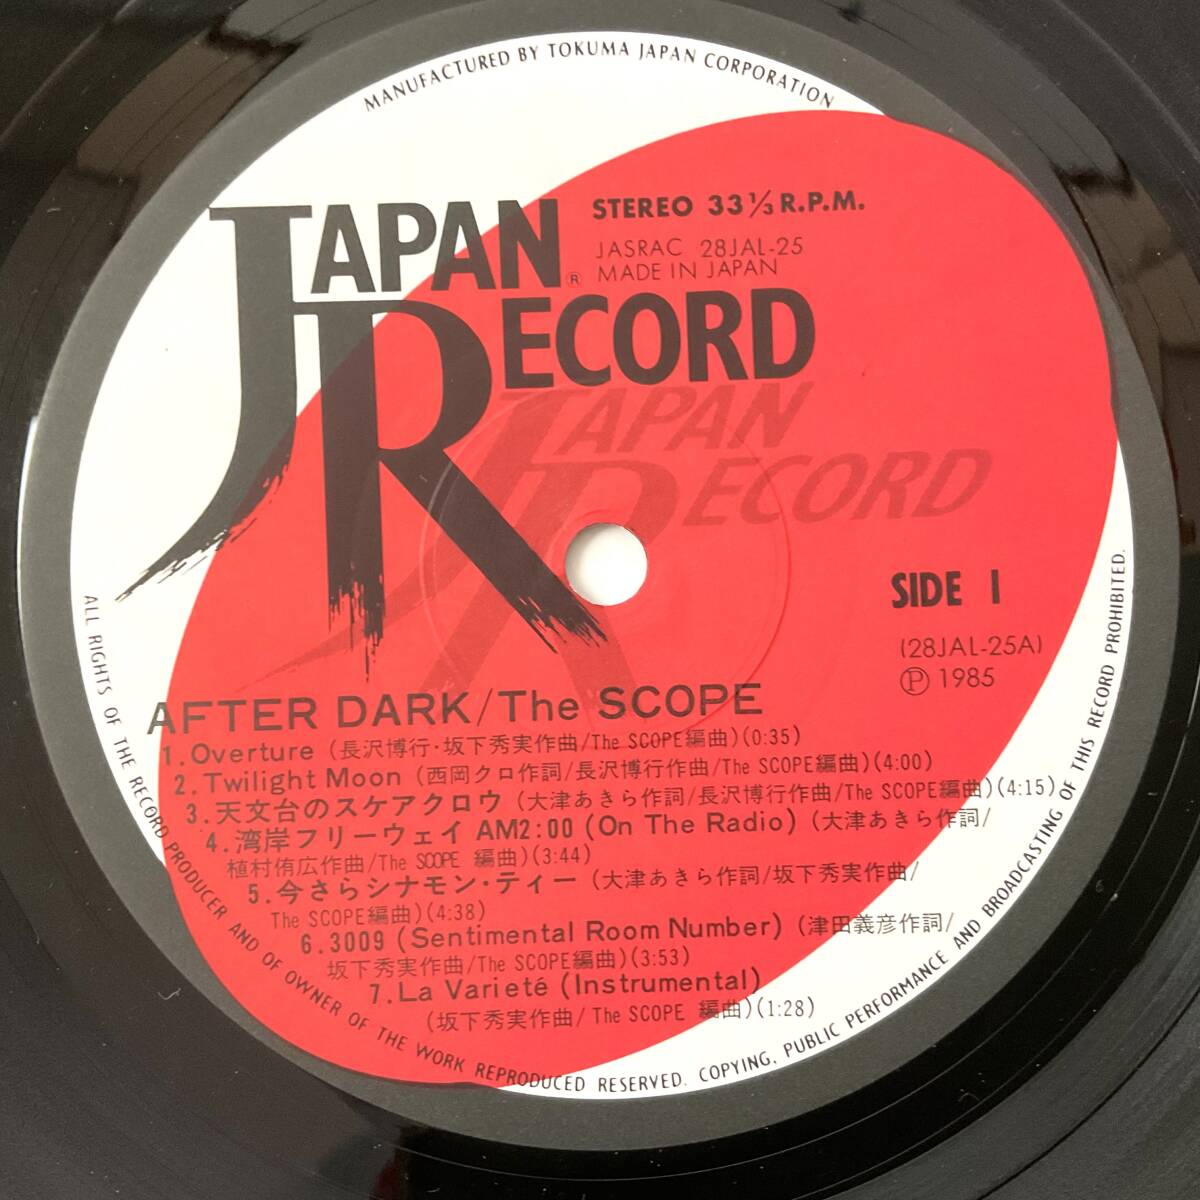 MANUFACTURED BY TOKUMA JAPAN CORPORATION
JAPAN®
RECORD
STEREO 33⅓ R.P.M.
JASRAC 28JAL-25
MADE IN JAPAN
JAPAN
RECORD
SIDE 1
(28JAL-25A)
Ⓟ 1985
AFTER DARK/The SCOPE
1. Overture (長沢博行・坂下秀実作曲/The SCOPE編曲)(0:35)
2. Twilight Moon (西岡クロ作詞/長沢博行作曲/The SCOPE編曲)(4:00)
3. 天文台のスケアクロウ (大津あきら作詞/長沢博行作曲/The SCOPE編曲)(4:15)
4. 湾岸フリーウェイ AM2:00 (On The Radio) (大津あきら作詞/
植村侑広作曲/The SCOPE 編曲)(3:44)
5. 今さらシナモン・ティー (大津あきら作詞/坂下秀実作曲/
The SCOPE編曲)(4:38)
6. 3009 (Sentimental Room Number) (津田義彦作詞/
坂下秀実作曲/The SCOPE編曲)(3:53)
7. La Varieté (Instrumental)
(坂下秀実作曲/The SCOPE 編曲)(1:28)
ALL RIGHTS OF THE RECORD PRODUCER AND OF OWNER OF THE WORK REPRODUCED RESERVED. COPYING, PUBLIC PERFORMANCE AND BROADCASTING OF THIS RECORD PROHIBITED.